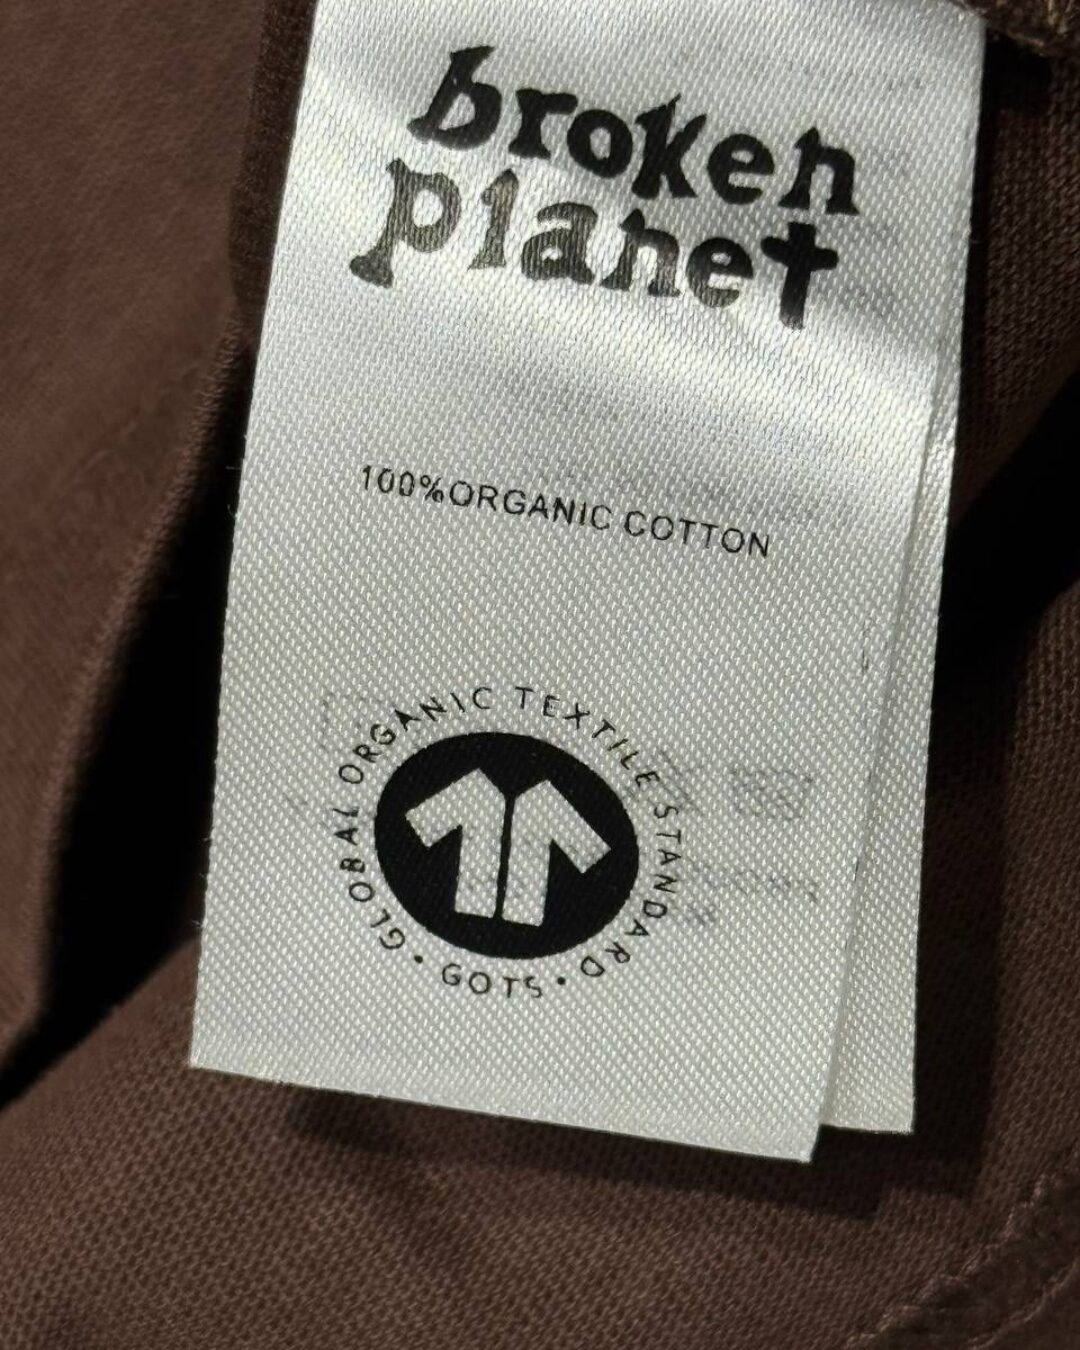 broken
planet
100%ORGANIC COTTON
GLOBAL ORGANIC TEXTILE STANDARD
• GOTS •